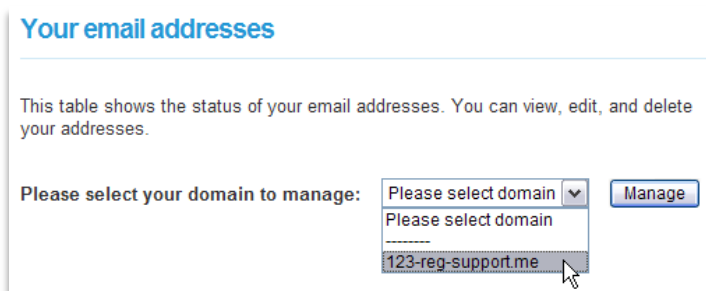 Your email addresses
This table shows the status of your email addresses. You can view, edit, and delete
your addresses.
Please select your domain to manage: Please select domain Manage
Please select domain
--------
123-reg-support.me